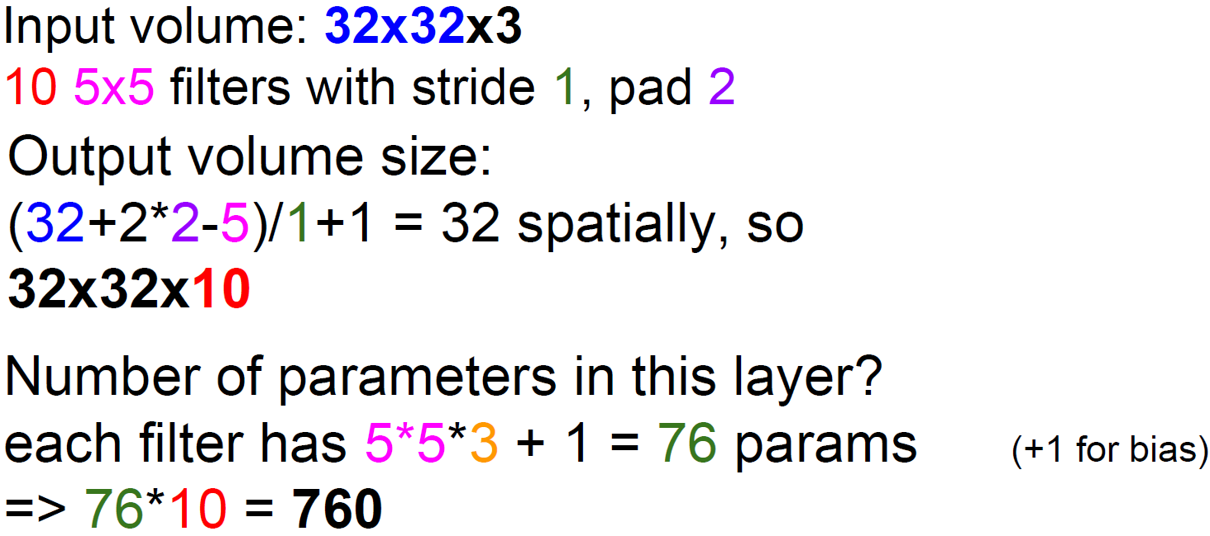 Input volume: 32x32x3
10 5x5 filters with stride 1, pad 2
Output volume size:
(32+2*2-5)/1+1 = 32 spatially, so
32x32x10
Number of parameters in this layer?
each filter has 5*5*3 + 1 = 76 params (+1 for bias)
=> 76*10 = 760